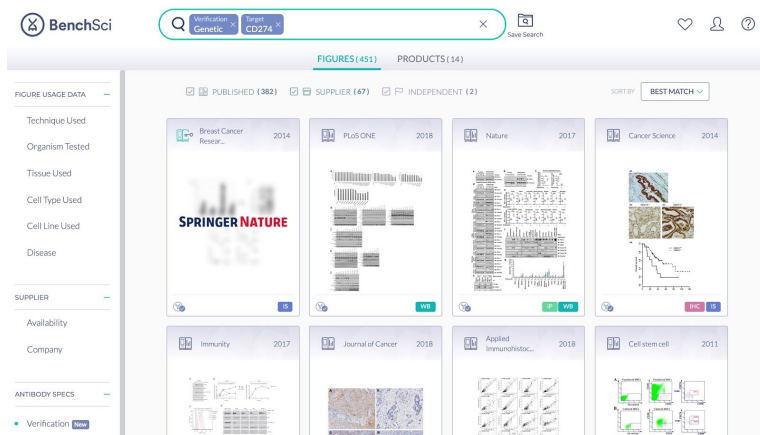 BenchSci
Verification
Genetic ×
Target
CD274 ×
×
Save Search
FIGURES (451)
PRODUCTS (14)
FIGURE USAGE DATA
Technique Used
Organism Tested
Tissue Used
Cell Type Used
Cell Line Used
Disease
SUPPLIER
Availability
Company
ANTIBODY SPECS
Verification New
PUBLISHED (382)
SUPPLIER (67)
INDEPENDENT (2)
SORT BY
BEST MATCH
Breast Cancer
Resear...
2014
SPRINGER NATURE
IS
PLoS ONE
2018
WB
Nature
2017
IP
WB
Cancer Science
2014
IHC
IS
Immunity
2017
Journal of Cancer
2018
Applied
Immunohistoc...
2018
Cell stem cell
2011